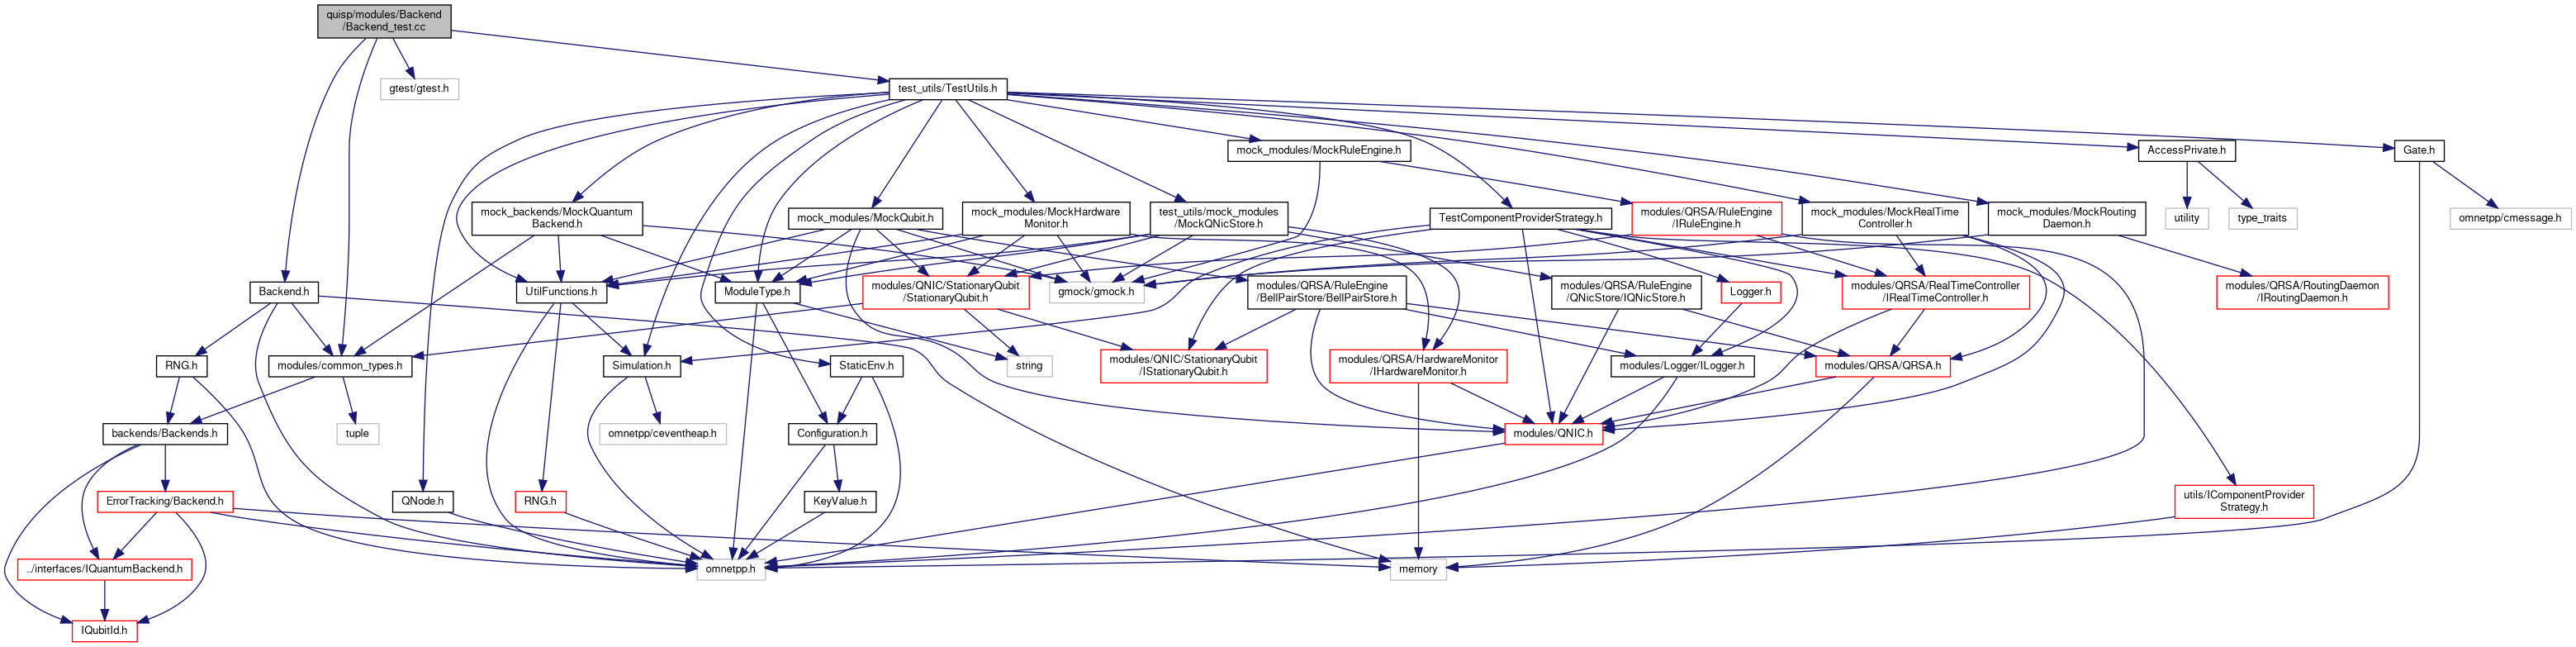 quisp/modules/Backend
/Backend_test.cc
gtest/gtest.h
test_utils/TestUtils.h
mock_modules/MockRuleEngine.h
AccessPrivate.h
Gate.h
mock_backends/MockQuantum
Backend.h
mock_modules/MockQubit.h
mock_modules/MockHardware
Monitor.h
test_utils/mock_modules
/MockQNicStore.h
TestComponentProviderStrategy.h
modules/QRSA/RuleEngine
/IRuleEngine.h
mock_modules/MockRealTime
Controller.h
mock_modules/MockRouting
Daemon.h
utility
type_traits
omnetpp/cmessage.h
Backend.h
UtilFunctions.h
ModuleType.h
modules/QNIC/StationaryQubit
/StationaryQubit.h
gmock/gmock.h
modules/QRSA/RuleEngine
/BellPairStore/BellPairStore.h
modules/QRSA/RuleEngine
/QNicStore/IQNicStore.h
Logger.h
modules/QRSA/RealTimeController
/IRealTimeController.h
modules/QRSA/RoutingDaemon
/IRoutingDaemon.h
RNG.h
modules/common_types.h
Simulation.h
StaticEnv.h
string
modules/QNIC/StationaryQubit
/IStationaryQubit.h
modules/QRSA/HardwareMonitor
/IHardwareMonitor.h
modules/Logger/ILogger.h
modules/QRSA/QRSA.h
backends/Backends.h
tuple
omnetpp/ceventheap.h
Configuration.h
modules/QNIC.h
ErrorTracking/Backend.h
QNode.h
RNG.h
KeyValue.h
utils/IComponentProvider
Strategy.h
../interfaces/IQuantumBackend.h
omnetpp.h
memory
IQubitId.h